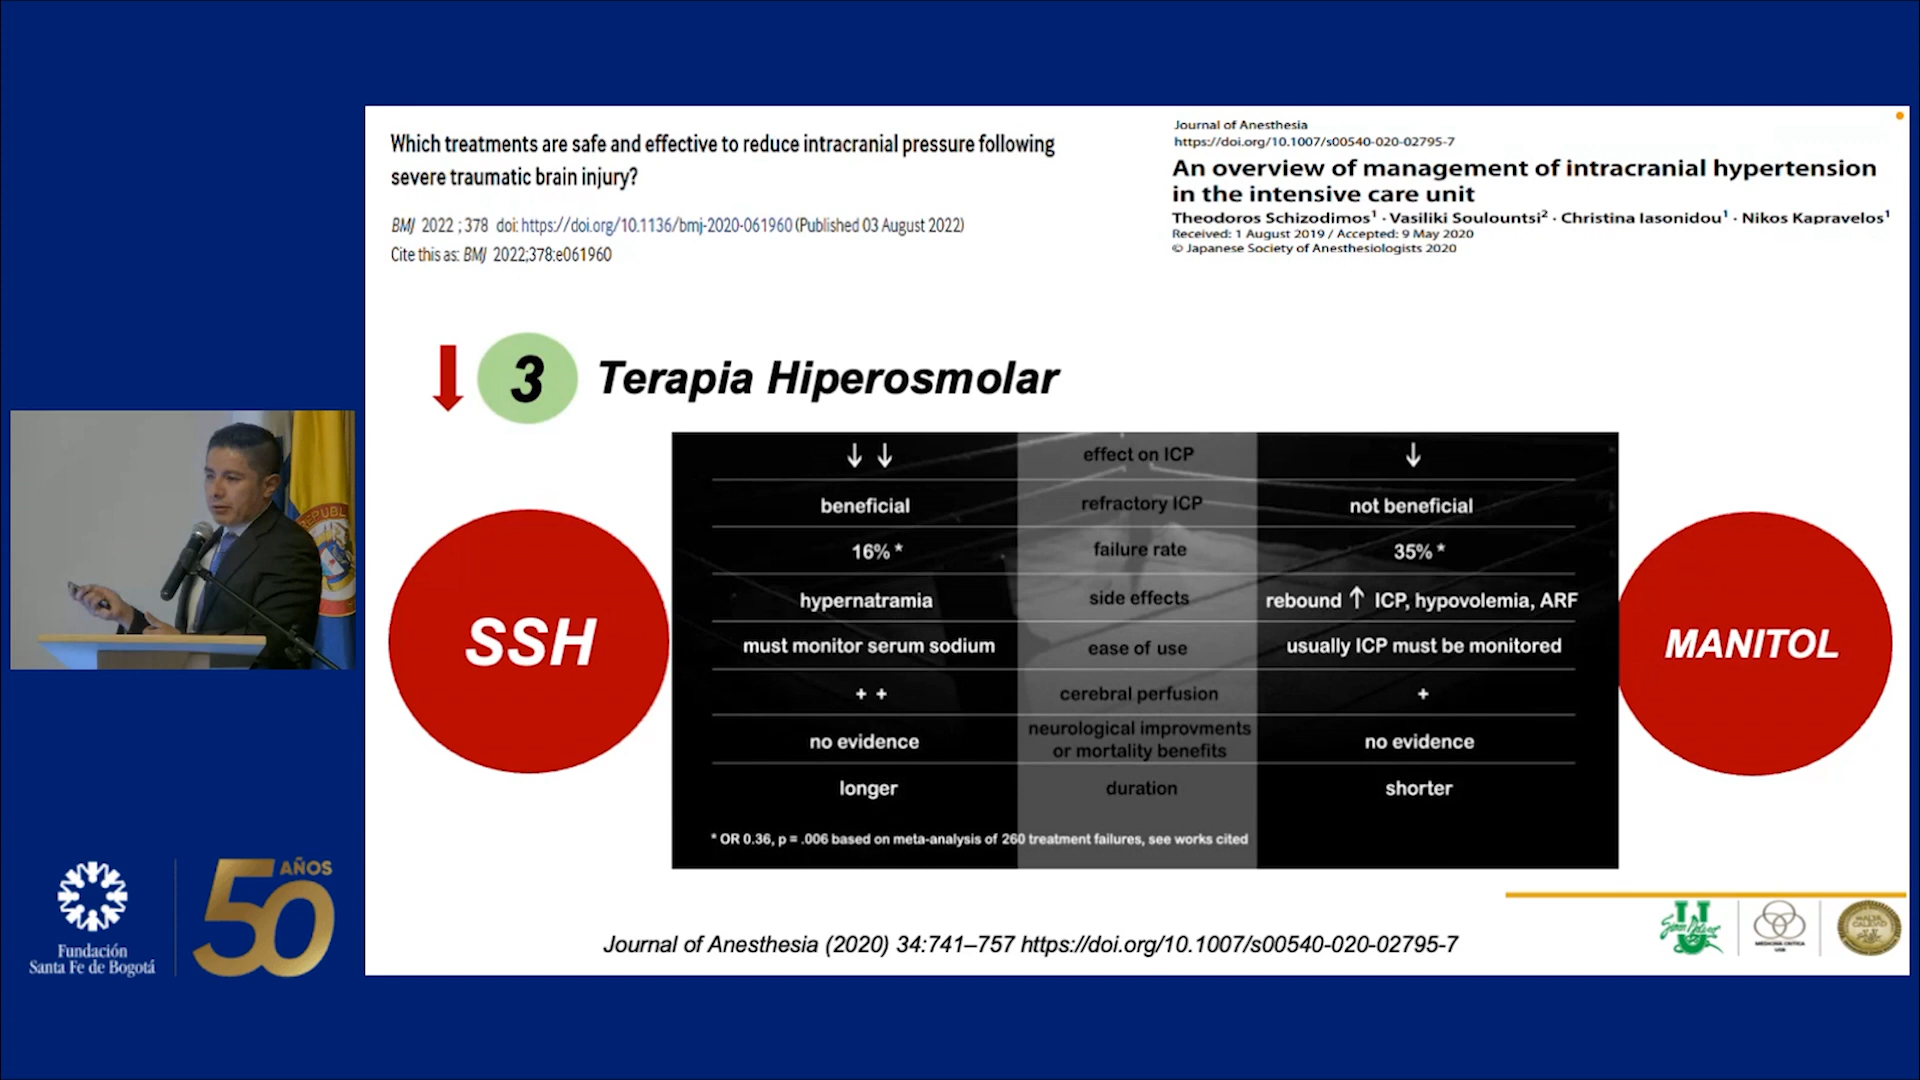 Which treatments are safe and effective to reduce intracranial pressure following
severe traumatic brain injury?
BMJ 2022 ; 378 doi: https://doi.org/10.1136/bmj-2020-061960 (Published 03 August 2022)
Cite this as: BMJ 2022;378:e061960
Journal of Anesthesia
https://doi.org/10.1007/s00540-020-02795-7
An overview of management of intracranial hypertension
in the intensive care unit
Theodoros Schizodimos1 · Vasiliki Soulountsi2 · Christina Iasonidou1 · Nikos Kapravelos1
Received: 1 August 2019 / Accepted: 9 May 2020
© Japanese Society of Anesthesiologists 2020
↓ 3 Terapia Hiperosmolar
SSH
↓ ↓ effect on ICP ↓
beneficial refractory ICP not beneficial
16% * failure rate 35% *
hypernatramia side effects rebound ↑ ICP, hypovolemia, ARF
must monitor serum sodium ease of use usually ICP must be monitored
+ + cerebral perfusion +
no evidence neurological improvments
or mortality benefits no evidence
longer duration shorter
* OR 0.36, p = .006 based on meta-analysis of 260 treatment failures, see works cited
MANITOL
Journal of Anesthesia (2020) 34:741–757 https://doi.org/10.1007/s00540-020-02795-7
REPUBL
Fundación
Santa Fe de Bogotá
50 AÑOS
U
Simón Bolívar
MEDICINA CRITICA
USB